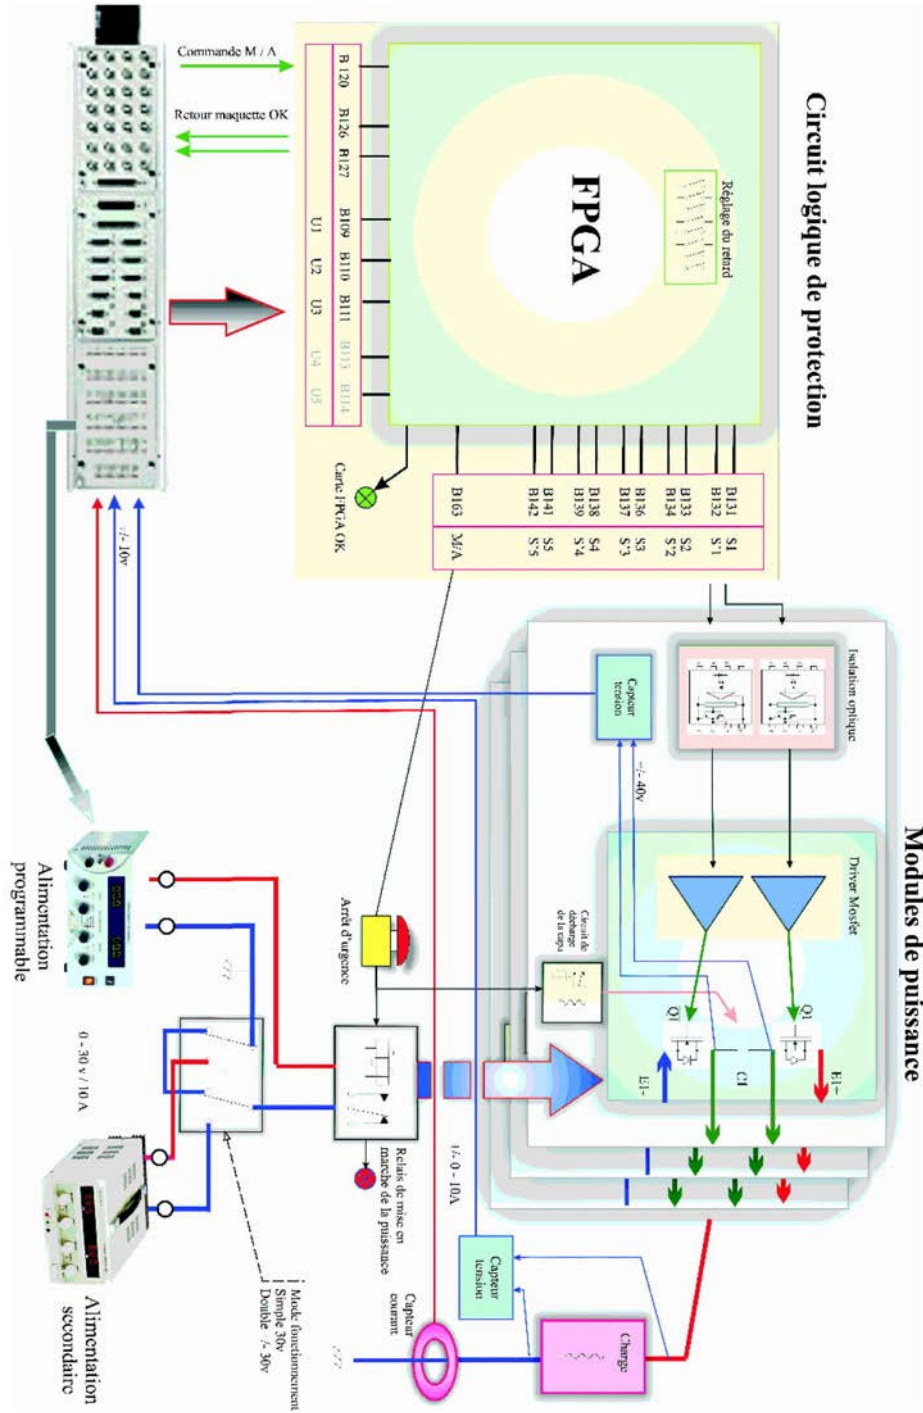 Circuit logique de protection
Modules de puissance
Commande M / A
Retour maquette OK
B120
B126
B127
B109
B110
B111
B113
B114
U1
U2
U3
U4
U5
FPGA
Réglage du retard
Carte FPGA OK
B131 S1
B132 S'1
B133 S2
B134 S'2
B136 S3
B137 S'3
B138 S4
B139 S'4
B141 S5
B142 S'5
B163 M/A
Isolation optique
Capteur
tension
+/- 40v
Driver Mosfet
Circuit de
décharge
de la capa
Q1
Q1
C1
E1+
E1-
+/- 10v
Arrêt d'urgence
Relais de mise en
marche de la puissance
+/- 0 - 10A
Alimentation
programmable
0 - 30 v / 10 A
Alimentation
secondaire
Mode fonctionnement
Simple 30v
Double +/- 30v
Capteur
courant
Capteur
tension
Charge